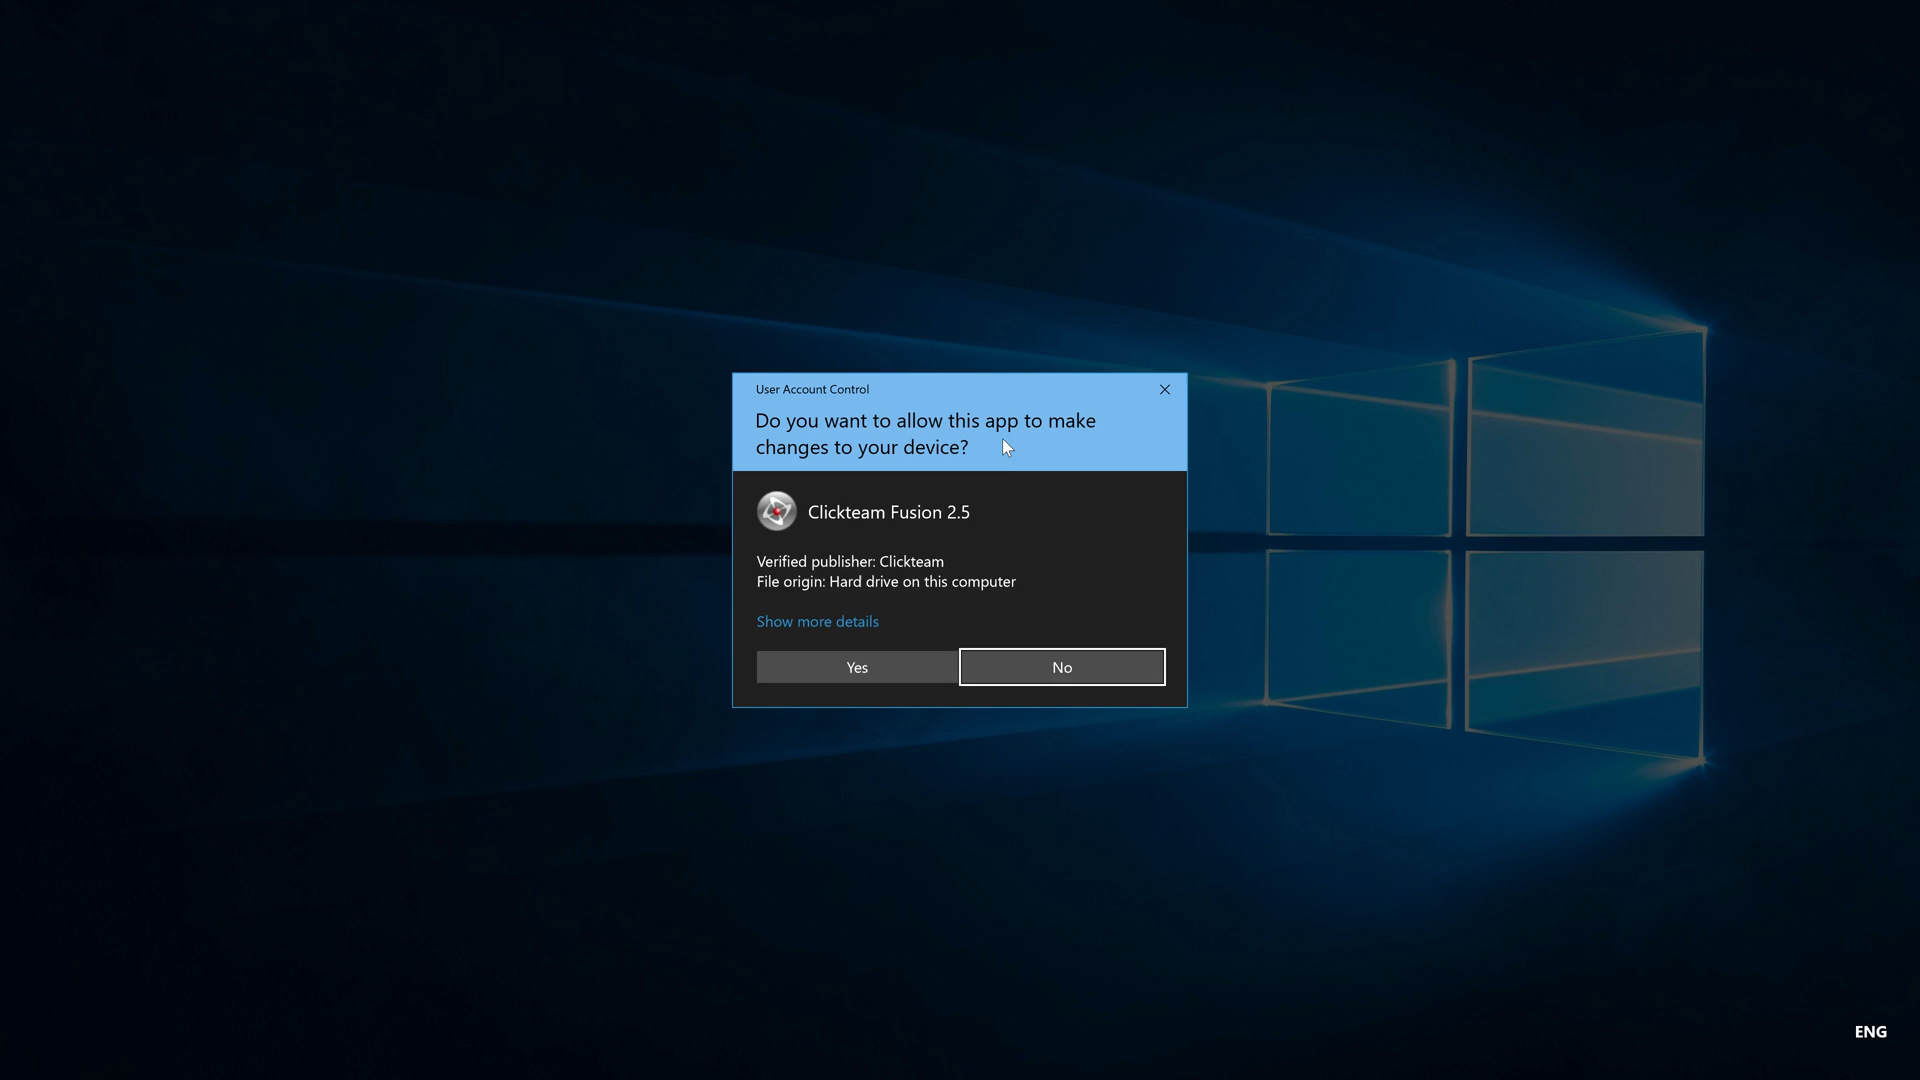 User Account Control
Do you want to allow this app to make
changes to your device?
Clickteam Fusion 2.5
Verified publisher: Clickteam
File origin: Hard drive on this computer
Show more details
Yes
No
ENG